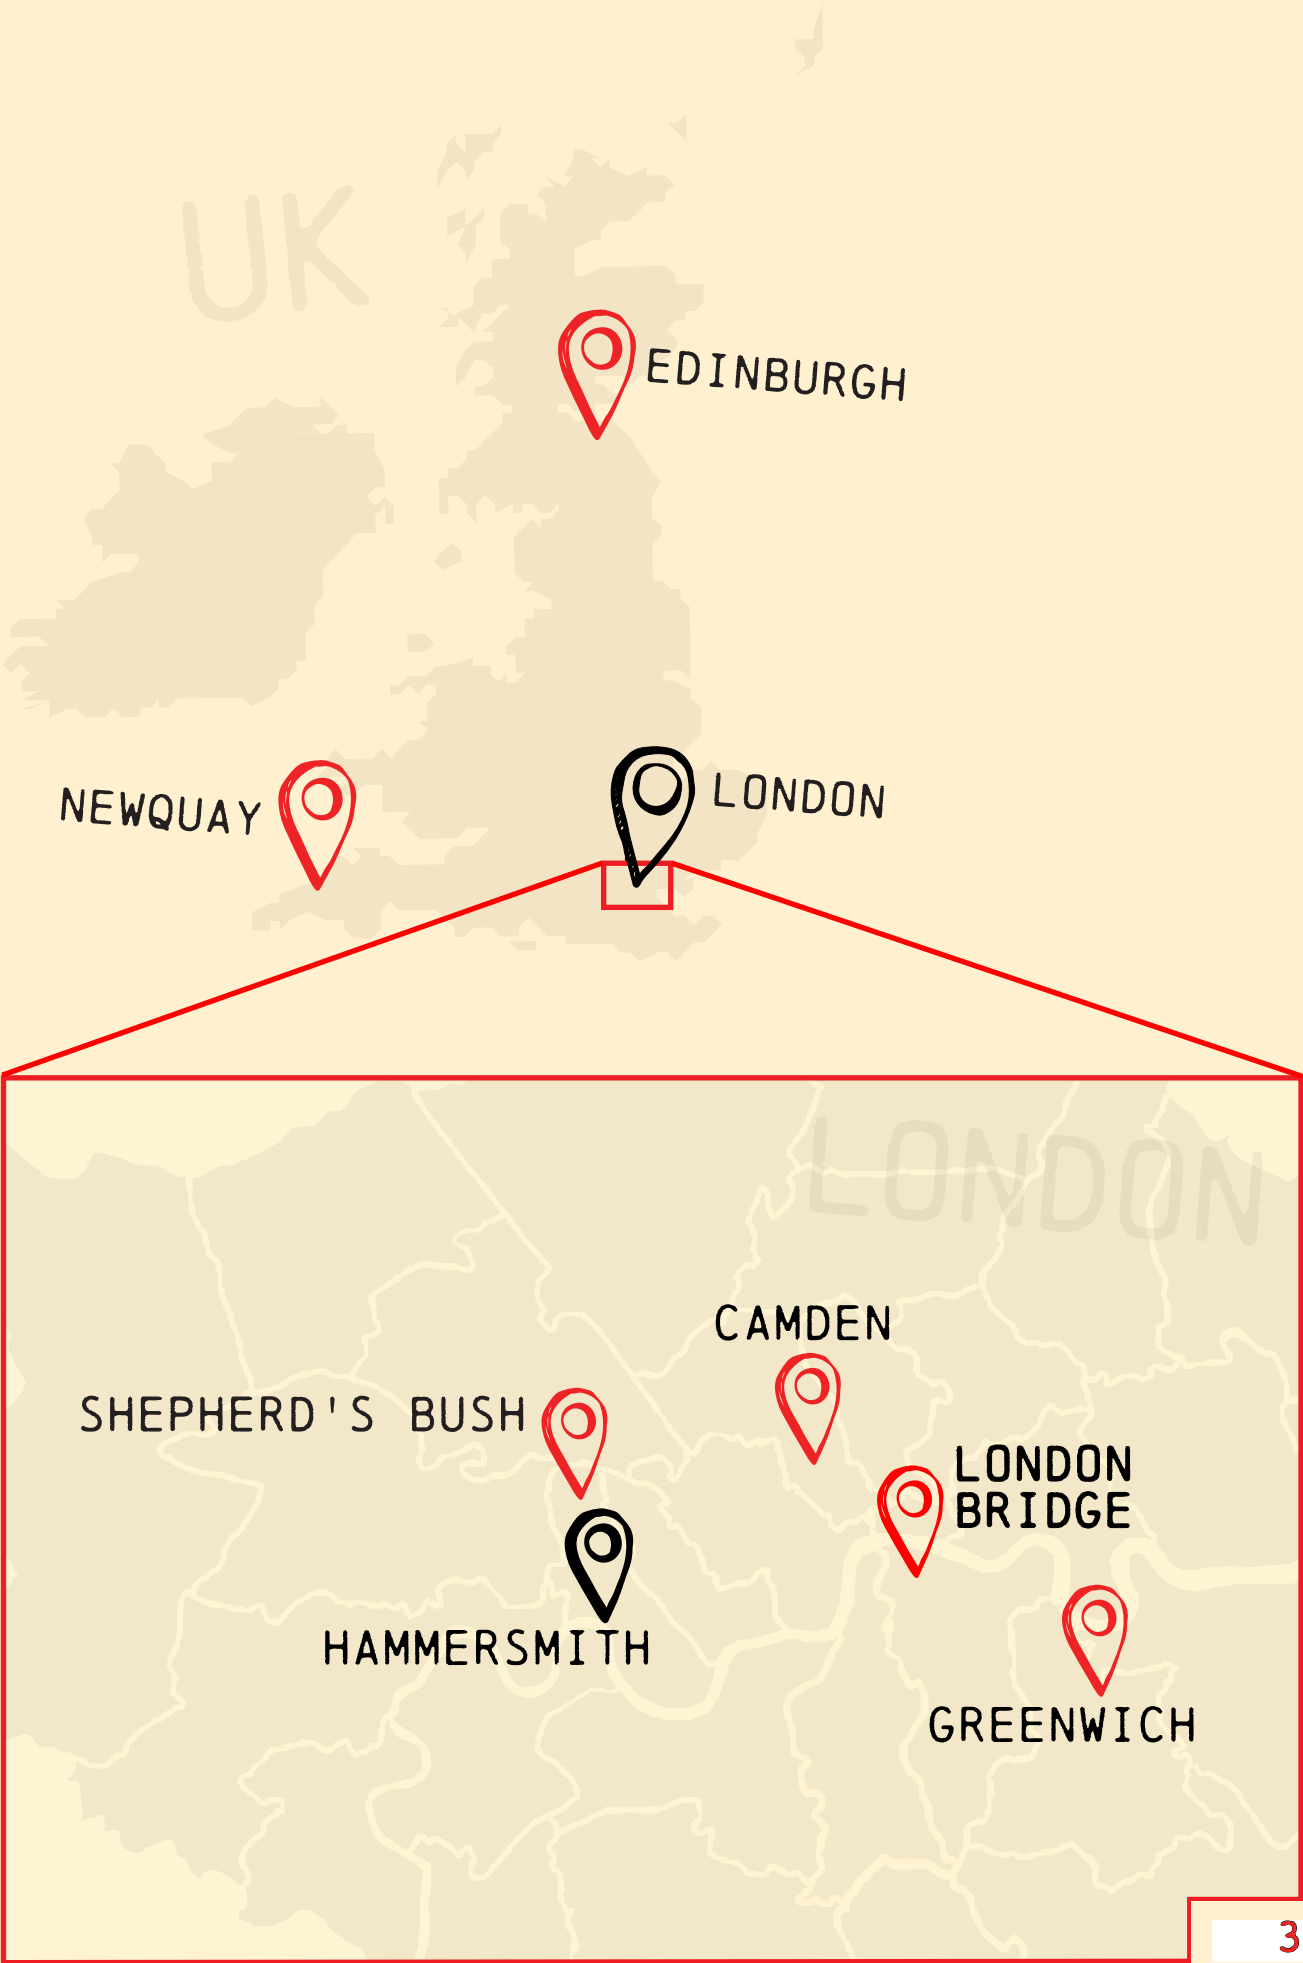 UK
EDINBURGH
NEWQUAY
LONDON
LONDON
CAMDEN
SHEPHERD'S BUSH
LONDON
BRIDGE
HAMMERSMITH
GREENWICH
3